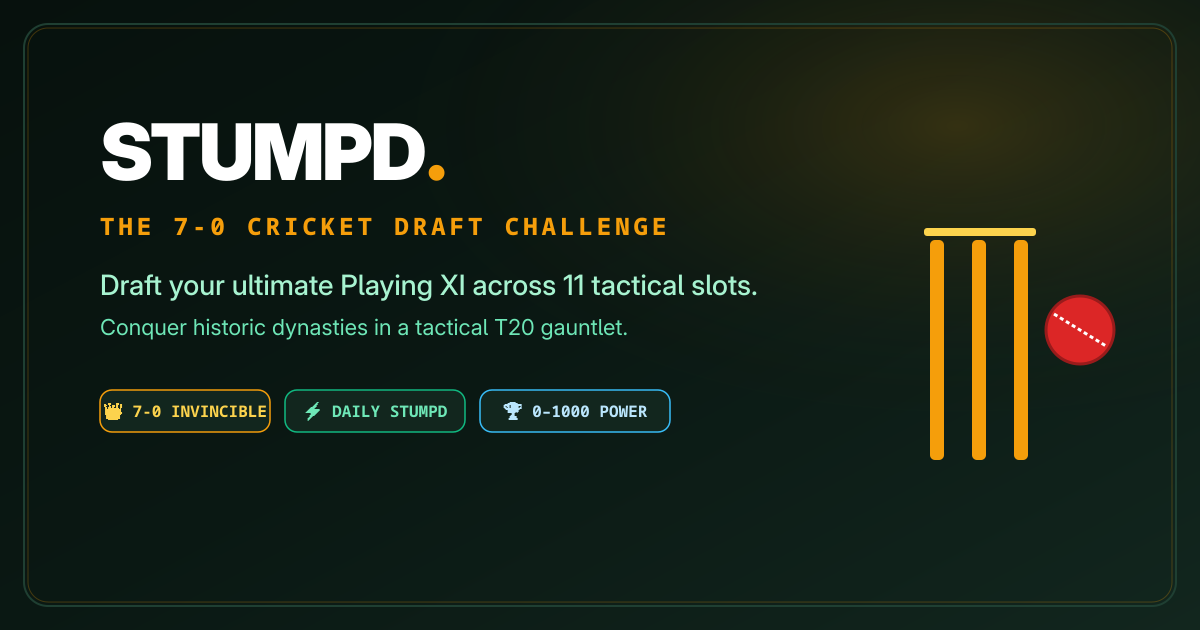 STUMPD.
THE 7-0 CRICKET DRAFT CHALLENGE
Draft your ultimate Playing XI across 11 tactical slots.
Conquer historic dynasties in a tactical T20 gauntlet.
7-0 INVINCIBLE
DAILY STUMPD
0–1000 POWER